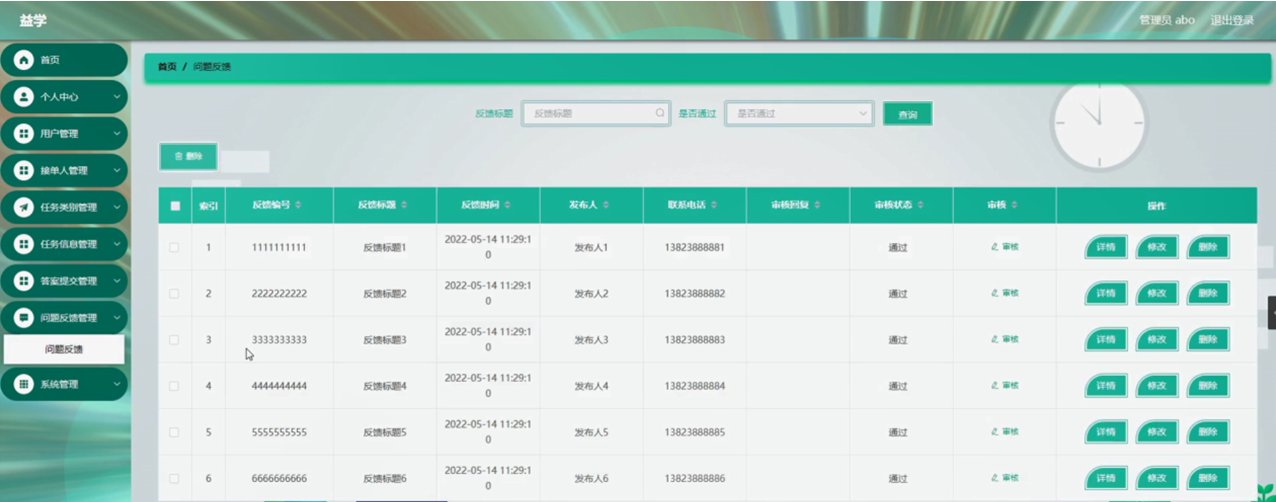 益学
管理员 abo 退出登录
首页
个人中心
用户管理
接单人管理
任务类别管理
任务信息管理
答案提交管理
问题反馈管理
问题反馈
系统管理
首页 / 问题反馈
反馈标题 反馈标题 是否通过 是否通过 查询
删除
索引 反馈编号 反馈标题 反馈时间 发布人 联系电话 审核回复 审核状态 审核 操作
1 1111111111 反馈标题1 2022-05-14 11:29:1 发布人1 13823888881 通过 审核 详情 修改 删除
0
2 2222222222 反馈标题2 2022-05-14 11:29:1 发布人2 13823888882 通过 审核 详情 修改 删除
0
3 3333333333 反馈标题3 2022-05-14 11:29:1 发布人3 13823888883 通过 审核 详情 修改 删除
0
4 4444444444 反馈标题4 2022-05-14 11:29:1 发布人4 13823888884 通过 审核 详情 修改 删除
0
5 5555555555 反馈标题5 2022-05-14 11:29:1 发布人5 13823888885 通过 审核 详情 修改 删除
0
6 6666666666 反馈标题6 2022-05-14 11:29:1 发布人6 13823888886 通过 审核 详情 修改 删除
0